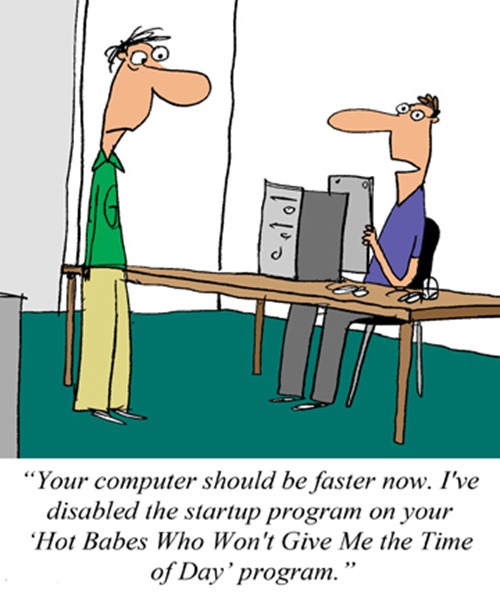 “Your computer should be faster now. I've
disabled the startup program on your
‘Hot Babes Who Won't Give Me the Time
of Day’ program.”